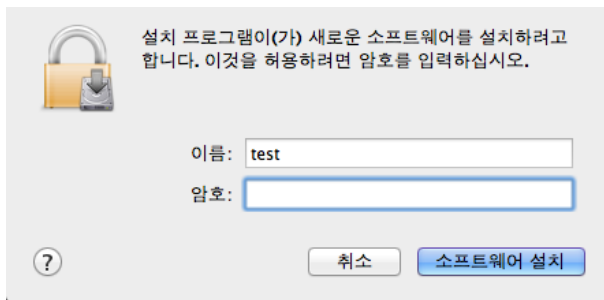 설치 프로그램이(가) 새로운 소프트웨어를 설치하려고
합니다. 이것을 허용하려면 암호를 입력하십시오.
이름: test
암호:
? 취소 소프트웨어 설치